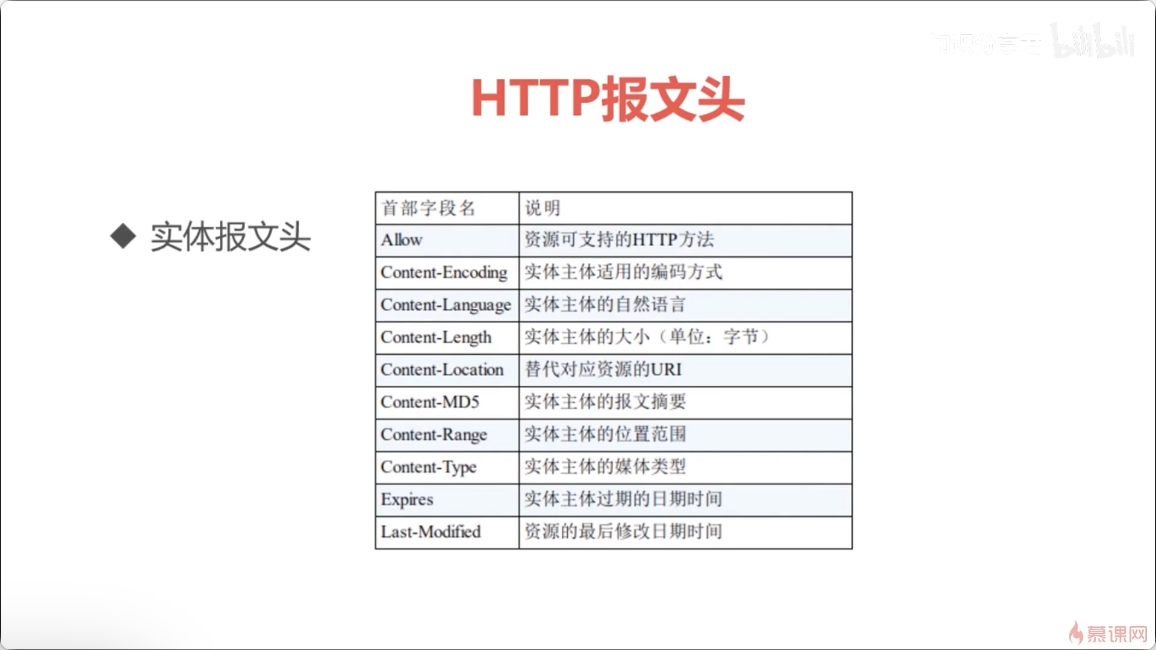 bilibili
HTTP报文头
◆ 实体报文头
首部字段名 说明
Allow 资源可支持的HTTP方法
Content-Encoding 实体主体适用的编码方式
Content-Language 实体主体的自然语言
Content-Length 实体主体的大小（单位：字节）
Content-Location 替代对应资源的URI
Content-MD5 实体主体的报文摘要
Content-Range 实体主体的位置范围
Content-Type 实体主体的媒体类型
Expires 实体主体过期的日期时间
Last-Modified 资源的最后修改日期时间
慕课网